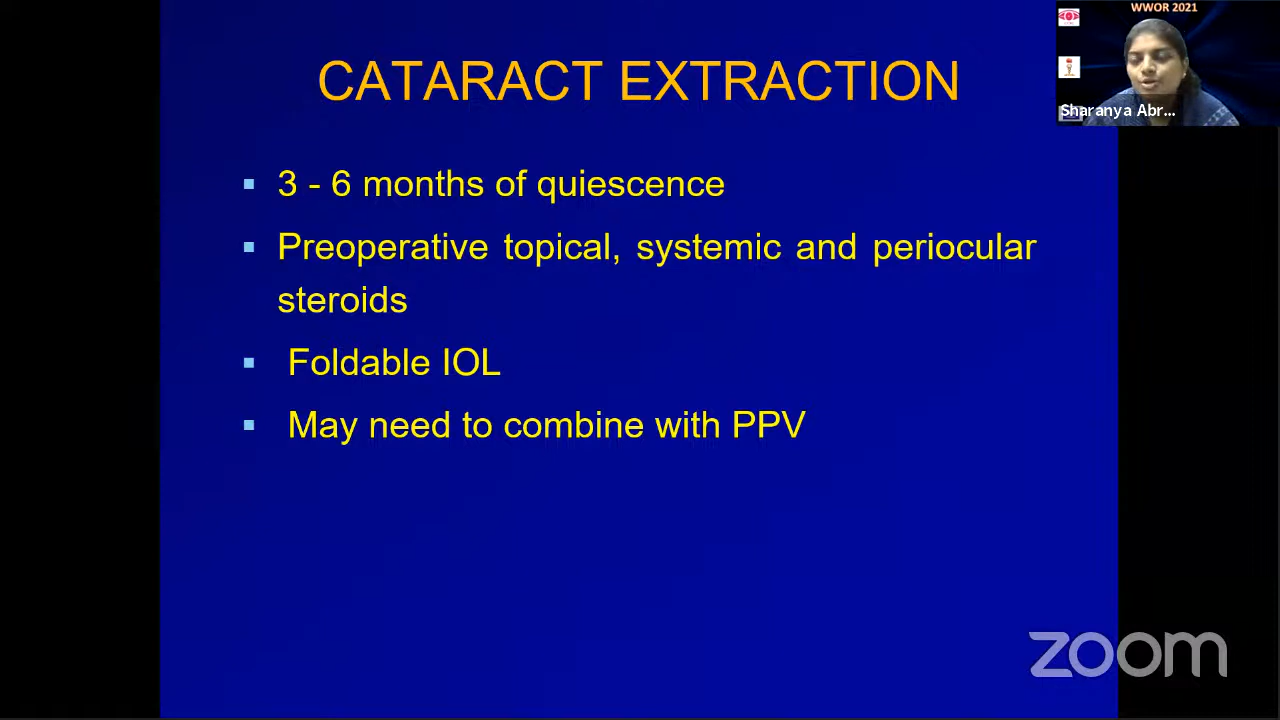 WWOR 2021
Sharanya Abr...
CATARACT EXTRACTION
▪ 3 - 6 months of quiescence
▪ Preoperative topical, systemic and periocular
steroids
▪ Foldable IOL
▪ May need to combine with PPV
zoom